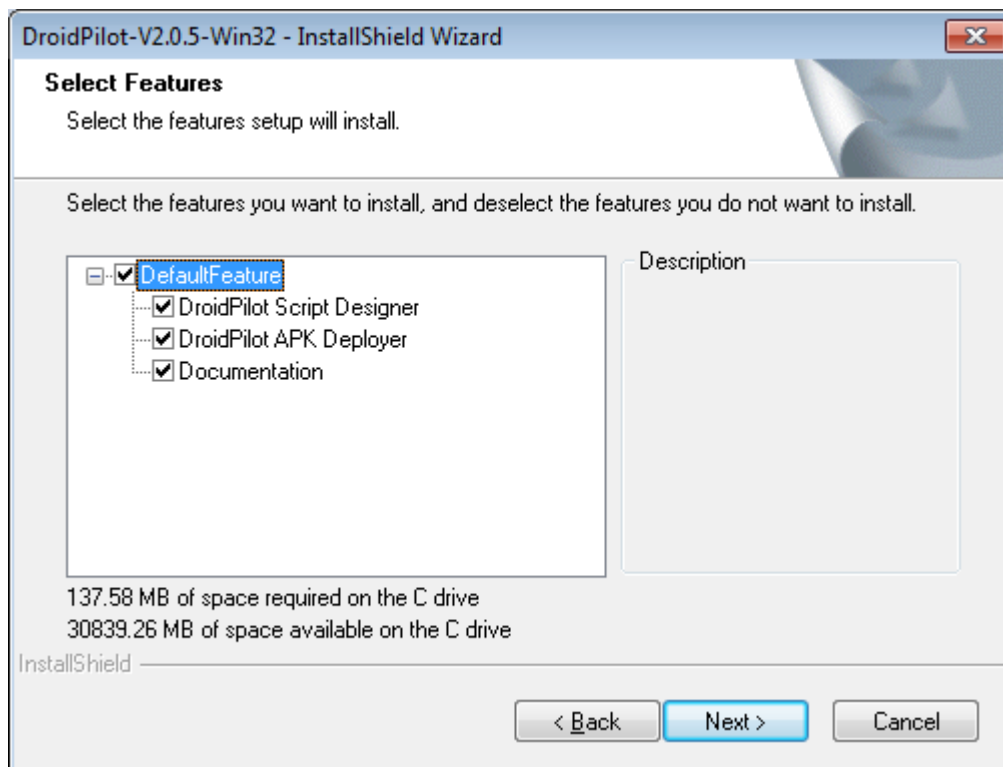 DroidPilot-V2.0.5-Win32 - InstallShield Wizard
Select Features
Select the features setup will install.
Select the features you want to install, and deselect the features you do not want to install.
DefaultFeature
DroidPilot Script Designer
DroidPilot APK Deployer
Documentation
Description
137.58 MB of space required on the C drive
30839.26 MB of space available on the C drive
InstallShield
< Back Next > Cancel